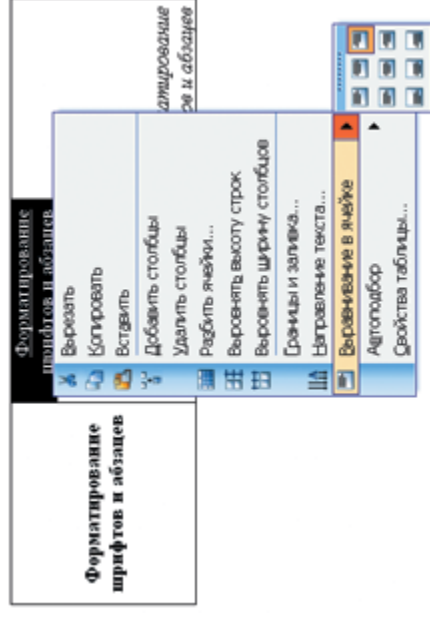 Форматирование
шрифтов и абзацев
Форматирование
шрифтов и абзацев
атирование
ов и абзацев
Вырезать
Копировать
Вставить
Добавить столбцы
Удалить столбцы
Разбить ячейки...
Выровнять высоту строк
Выровнять ширину столбцов
Границы и заливка...
Направление текста...
Выравнивание в ячейке
Автоподбор
Свойства таблицы...